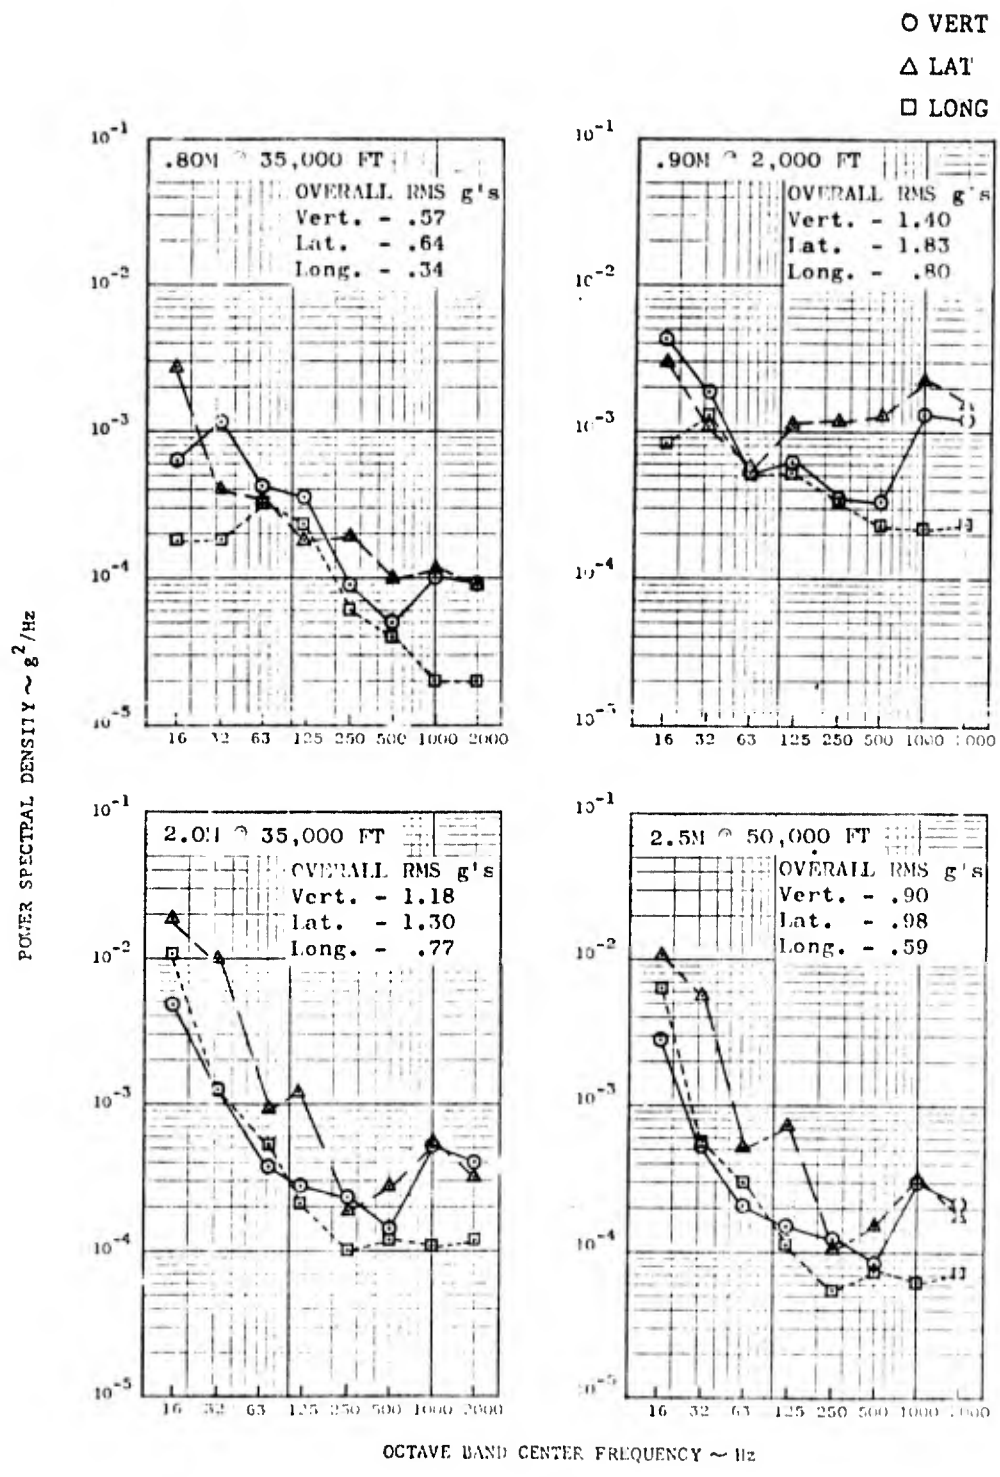 VERT
LAT
LONG
POWER SPECTRAL DENSITY ~ g²/Hz
10⁻¹
10⁻²
10⁻³
10⁻⁴
10⁻⁵
.80M @ 35,000 FT
OVERALL RMS g's
Vert. - .57
Lat. - .64
Long. - .34
16 32 63 125 250 500 1000 2000
10⁻¹
10⁻²
10⁻³
10⁻⁴
10⁻⁵
.90M @ 2,000 FT
OVERALL RMS g's
Vert. - 1.40
Lat. - 1.83
Long. - .80
16 32 63 125 250 500 1000
10⁻¹
10⁻²
10⁻³
10⁻⁴
10⁻⁵
2.0M @ 35,000 FT
OVERALL RMS g's
Vert. - 1.18
Lat. - 1.30
Long. - .77
16 32 63 125 250 500 1000 2000
10⁻¹
10⁻²
10⁻³
10⁻⁴
10⁻⁵
2.5M @ 50,000 FT
OVERALL RMS g's
Vert. - .90
Lat. - .98
Long. - .59
16 32 63 125 250 500 1000
OCTAVE BAND CENTER FREQUENCY ~ Hz